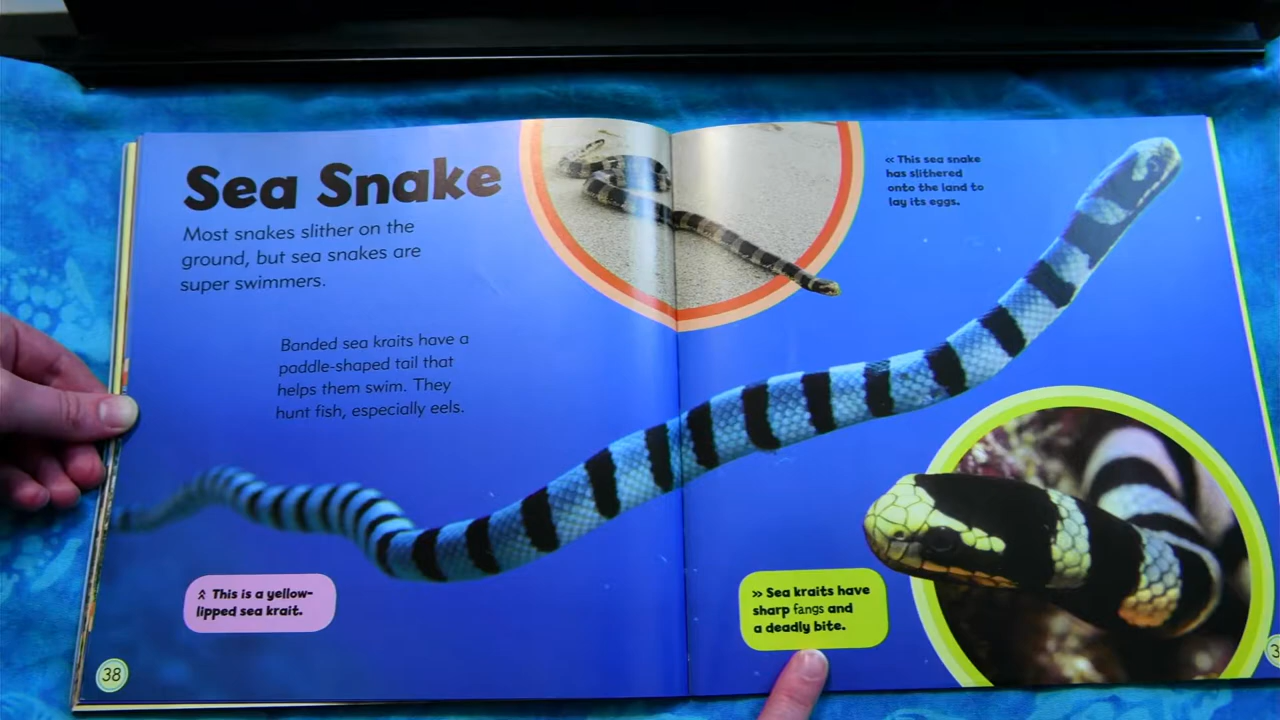 Sea Snake
Most snakes slither on the
ground, but sea snakes are
super swimmers.
Banded sea kraits have a
paddle-shaped tail that
helps them swim. They
hunt fish, especially eels.
« This sea snake
has slithered
onto the land to
lay its eggs.
This is a yellow-
lipped sea krait.
» Sea kraits have
sharp fangs and
a deadly bite.
38